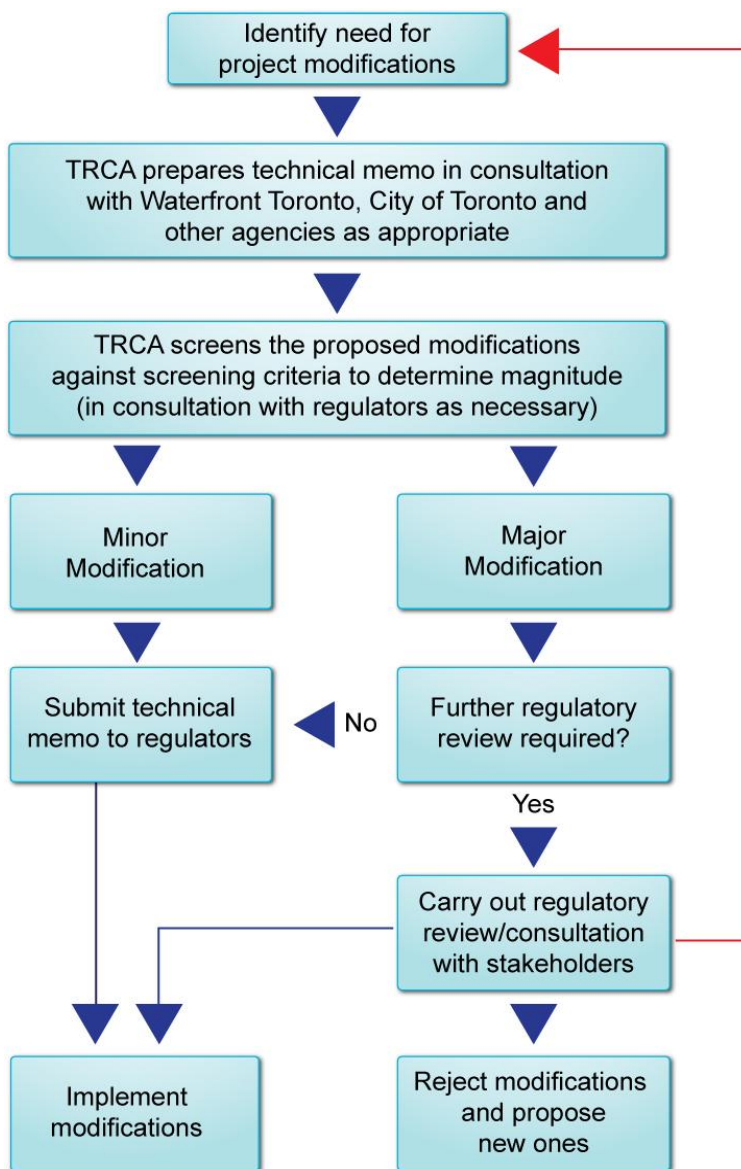 Identify need for
project modifications
TRCA prepares technical memo in consultation
with Waterfront Toronto, City of Toronto and
other agencies as appropriate
TRCA screens the proposed modifications
against screening criteria to determine magnitude
(in consultation with regulators as necessary)
Minor
Modification
Major
Modification
Submit technical
memo to regulators
No
Further regulatory
review required?
Yes
Carry out regulatory
review/consultation
with stakeholders
Implement
modifications
Reject modifications
and propose
new ones